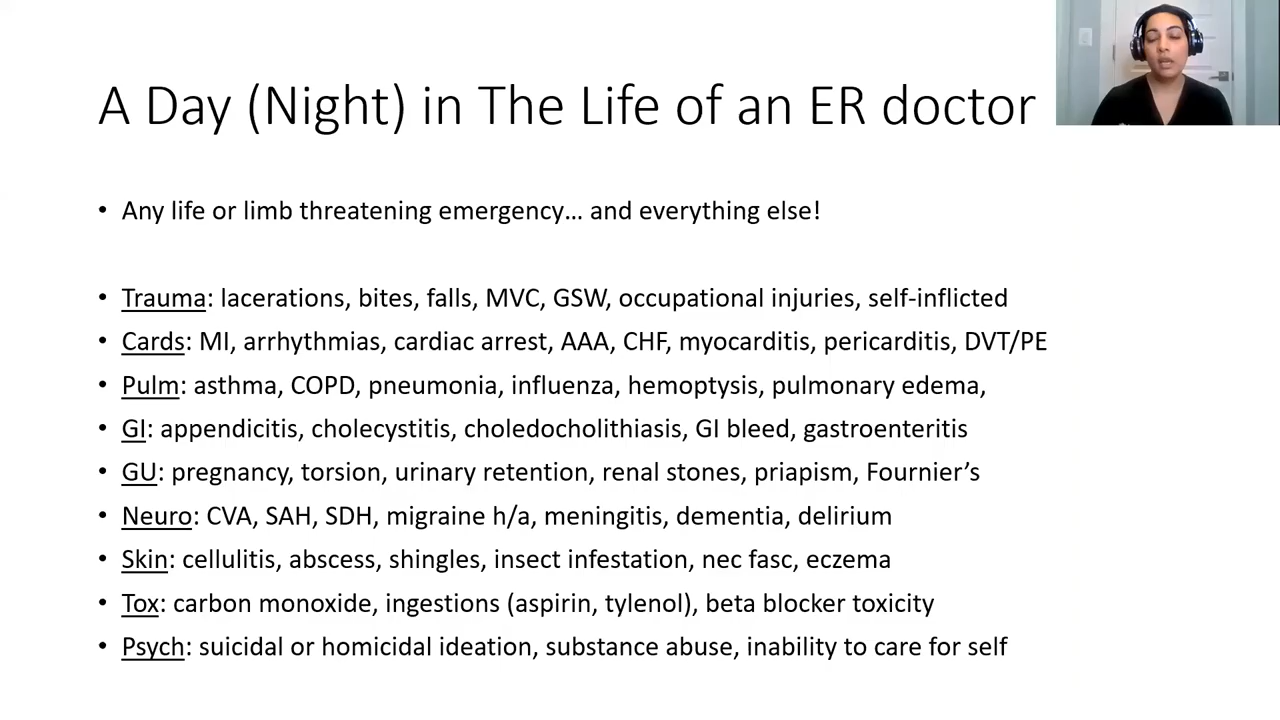 A Day (Night) in The Life of an ER doctor
• Any life or limb threatening emergency... and everything else!
• Trauma: lacerations, bites, falls, MVC, GSW, occupational injuries, self-inflicted
• Cards: MI, arrhythmias, cardiac arrest, AAA, CHF, myocarditis, pericarditis, DVT/PE
• Pulm: asthma, COPD, pneumonia, influenza, hemoptysis, pulmonary edema,
• GI: appendicitis, cholecystitis, choledocholithiasis, GI bleed, gastroenteritis
• GU: pregnancy, torsion, urinary retention, renal stones, priapism, Fournier’s
• Neuro: CVA, SAH, SDH, migraine h/a, meningitis, dementia, delirium
• Skin: cellulitis, abscess, shingles, insect infestation, nec fasc, eczema
• Tox: carbon monoxide, ingestions (aspirin, tylenol), beta blocker toxicity
• Psych: suicidal or homicidal ideation, substance abuse, inability to care for self